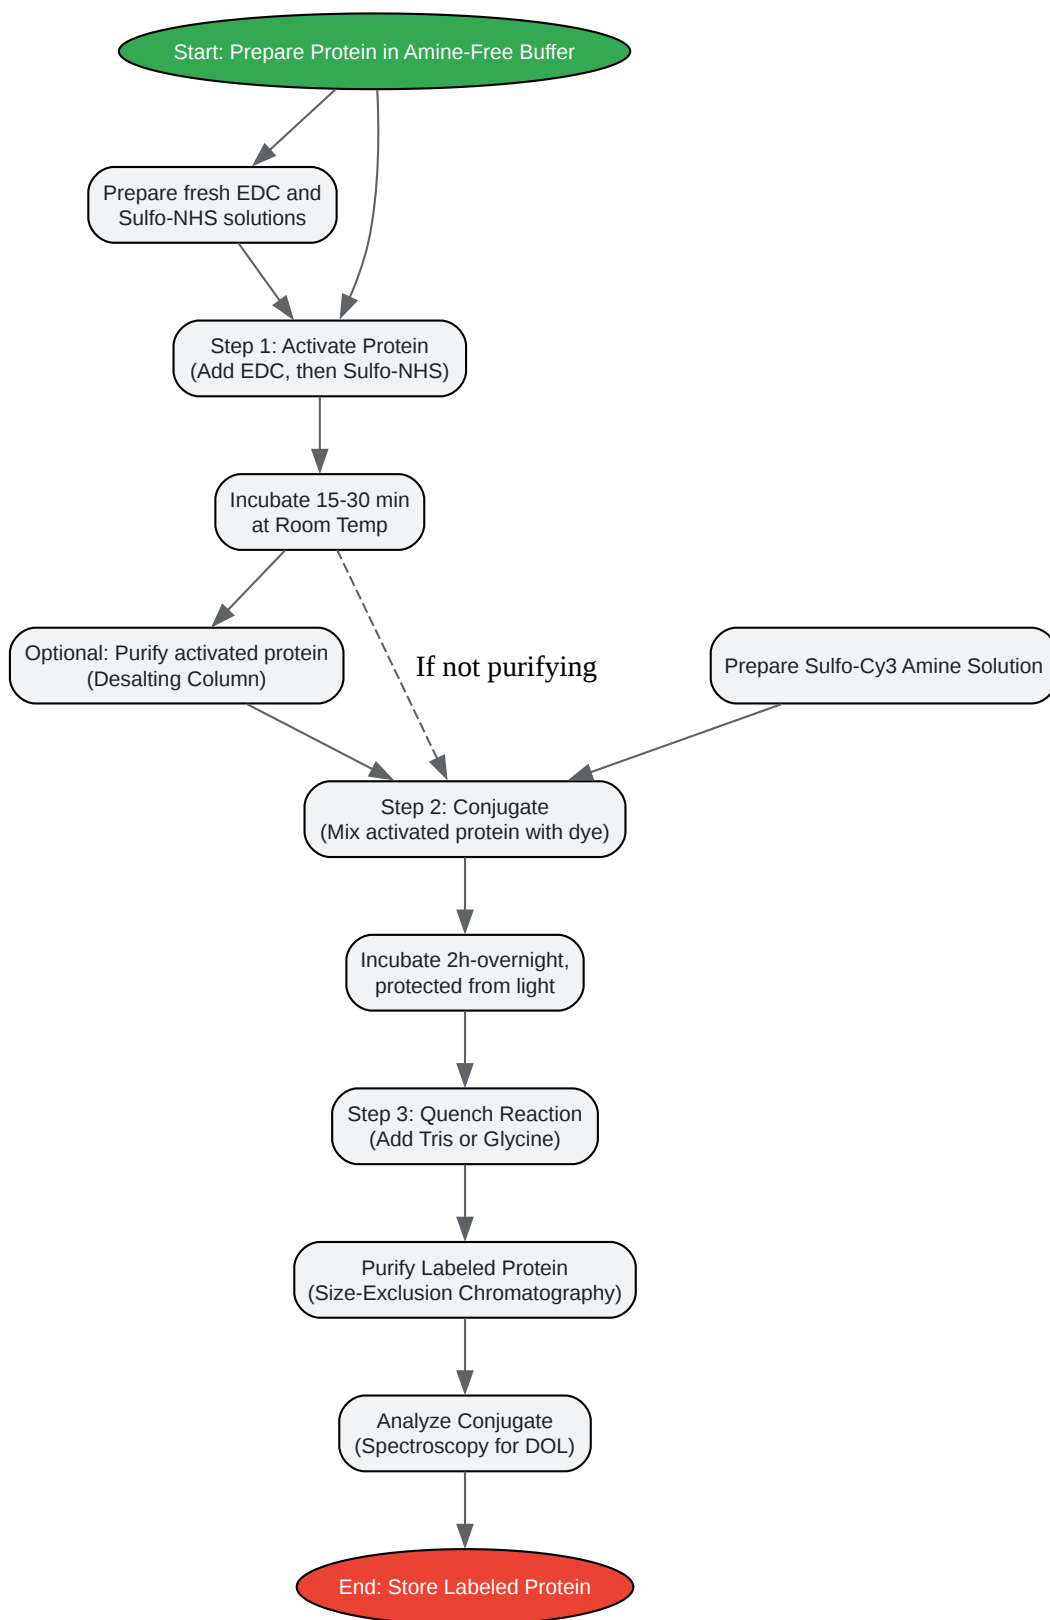 Start: Prepare Protein in Amine-Free Buffer
Prepare fresh EDC and
Sulfo-NHS solutions
Step 1: Activate Protein
(Add EDC, then Sulfo-NHS)
Incubate 15-30 min
at Room Temp
Optional: Purify activated protein
(Desalting Column)
If not purifying
Prepare Sulfo-Cy3 Amine Solution
Step 2: Conjugate
(Mix activated protein with dye)
Incubate 2h-overnight,
protected from light
Step 3: Quench Reaction
(Add Tris or Glycine)
Purify Labeled Protein
(Size-Exclusion Chromatography)
Analyze Conjugate
(Spectroscopy for DOL)
End: Store Labeled Protein